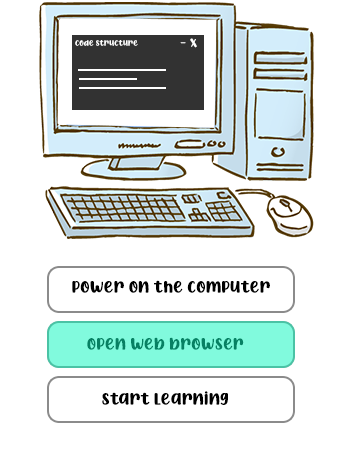 code structure – X
Power on the computer
Open web browser
Start Learning